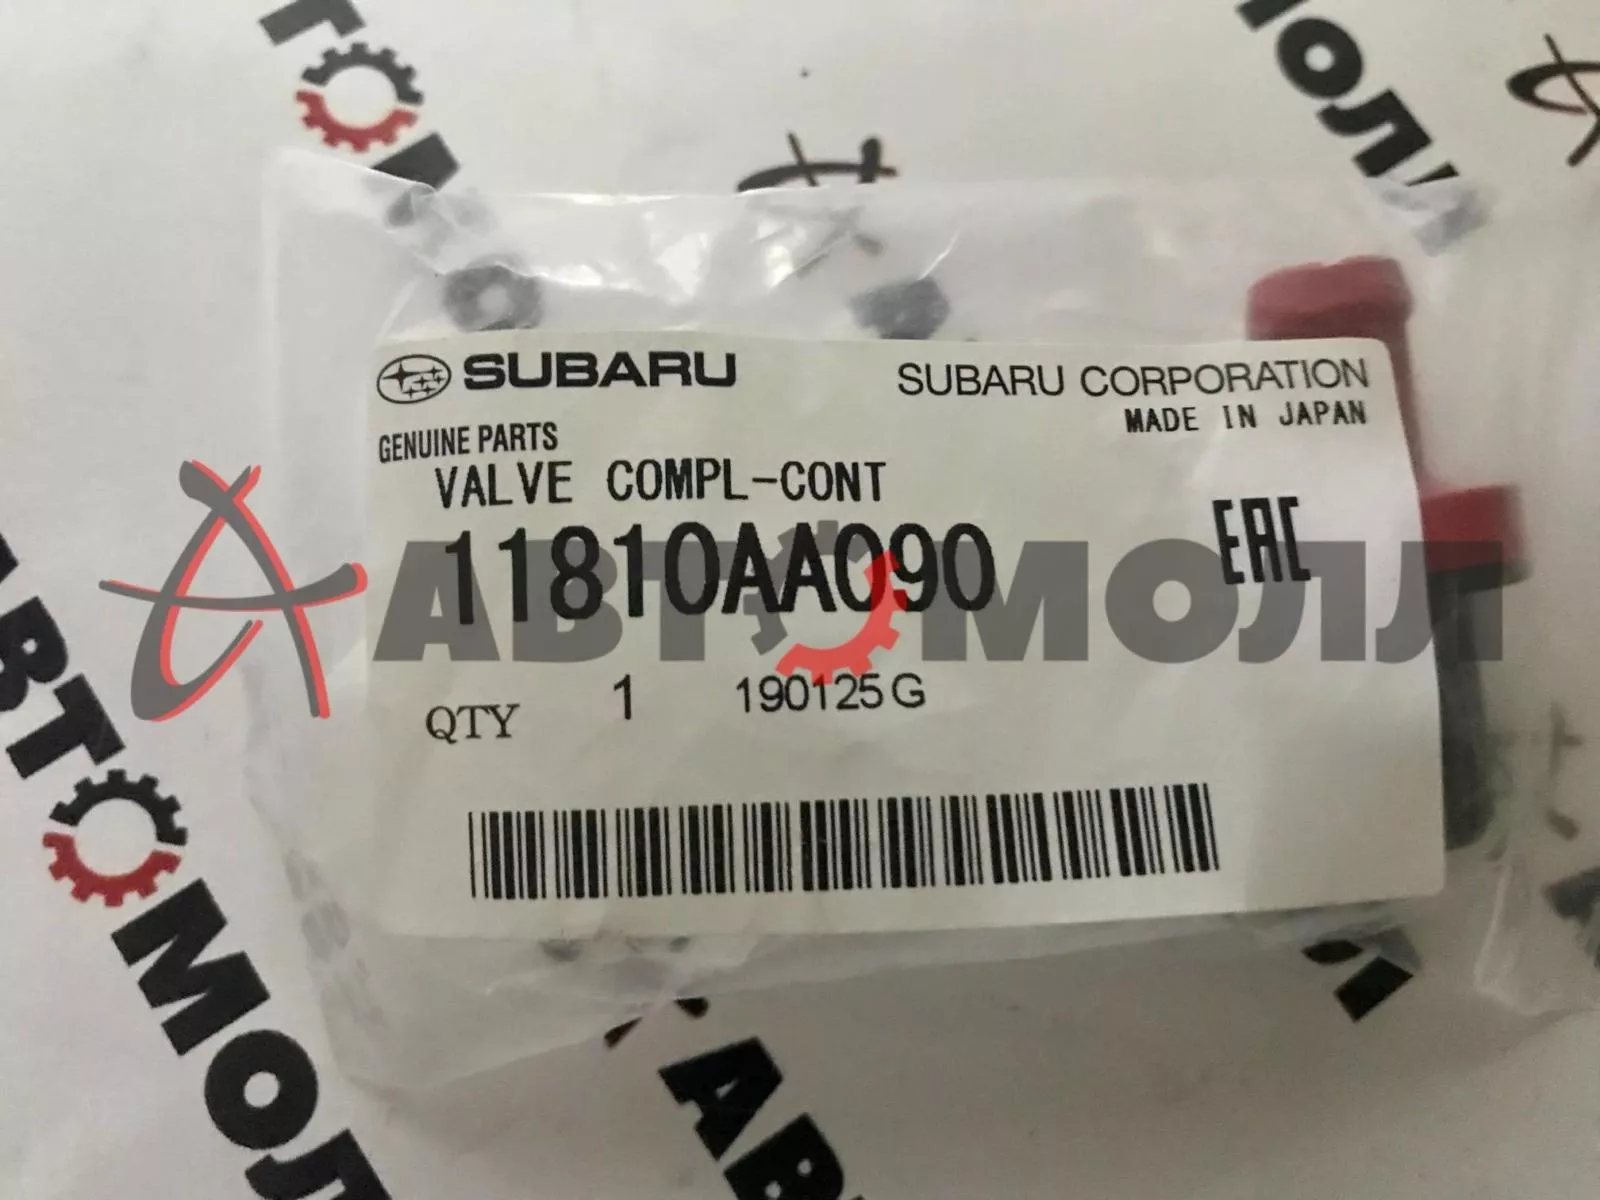 SUBARU
SUBARU CORPORATION
MADE IN JAPAN
GENUINE PARTS
VALVE COMPL-CONT
11810AA090
EAC
АВТОМОЛЛ
QTY 1 190125G